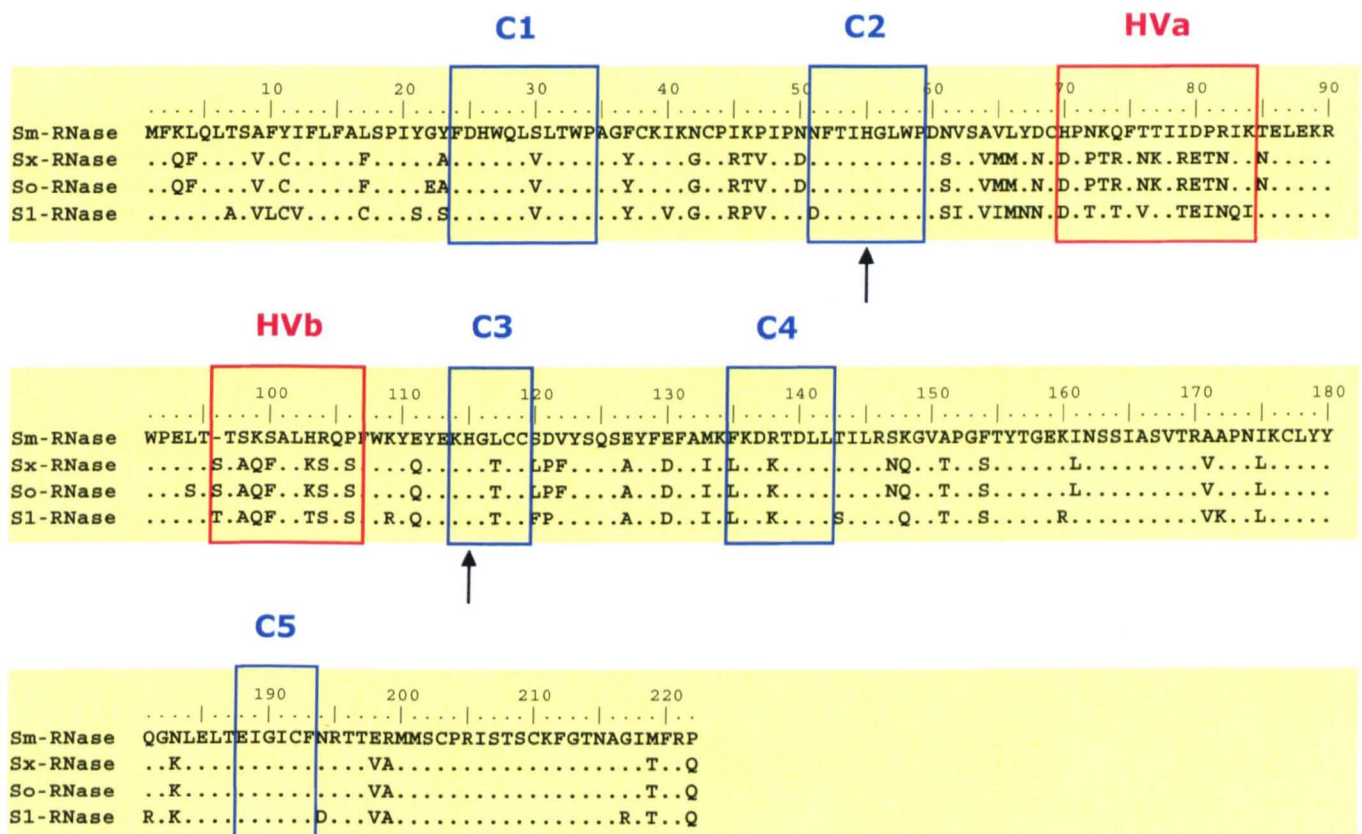 C1 C2 HVa
10 20 30 40 50 60 70 80 90
Sm-RNase MFKLQLTSAFYIFLFALSPIYGYFDHWQLSLTWPAGFCKIKNCPIKPIPNNFTIHGLWPDNVSAVLYDCHPNKQFTTIIDPRIKTELEKR
Sx-RNase ..QF....V.C.....F.....A......V......Y....G..RTV..D..........S..VMM.N.D.PTR.NK.RETN..N.....
So-RNase ..QF....V.C.....F....EA......V......Y....G..RTV..D..........S..VMM.N.D.PTR.NK.RETN..N.....
S1-RNase ......A.VLCV....C...S.S......V......Y..K.G..RPV...D.........SI.VIMNN.D.T.T.V..TEINQI......
HVb C3 C4
100 110 120 130 140 150 160 170 180
Sm-RNase WPELT-TSKSALHRQPFWKYEYEKHGLCCSDVYSQSEYFEFAMKFKDRTDLLTILRSKGVAPGFTYTGEKINSSIASVTRAAPNIKCLYY
Sx-RNase .....S.AQF..KS.S....Q.....T..LPF....A..D..I.L..K........NQ..T..S......L.........V...L.....
So-RNase ...S.S.AQF..KS.S....Q.....T..LPF....A..D..I.L..K........NQ..T..S......L.........V...L.....
S1-RNase .....T.AQF..TS.S..R.Q.....T..FP.....A..D..I.L..K....S....Q..T..S.....R..........VK..L.....
C5
190 200 210 220
Sm-RNase QGNLELTEIGICFNRTTERMMSCPRISTSCKFGTNAGIMFRP
Sx-RNase ..K..............VA....................T..Q
So-RNase ..K..............VA....................T..Q
S1-RNase R.K..........D...VA..................R.T..Q